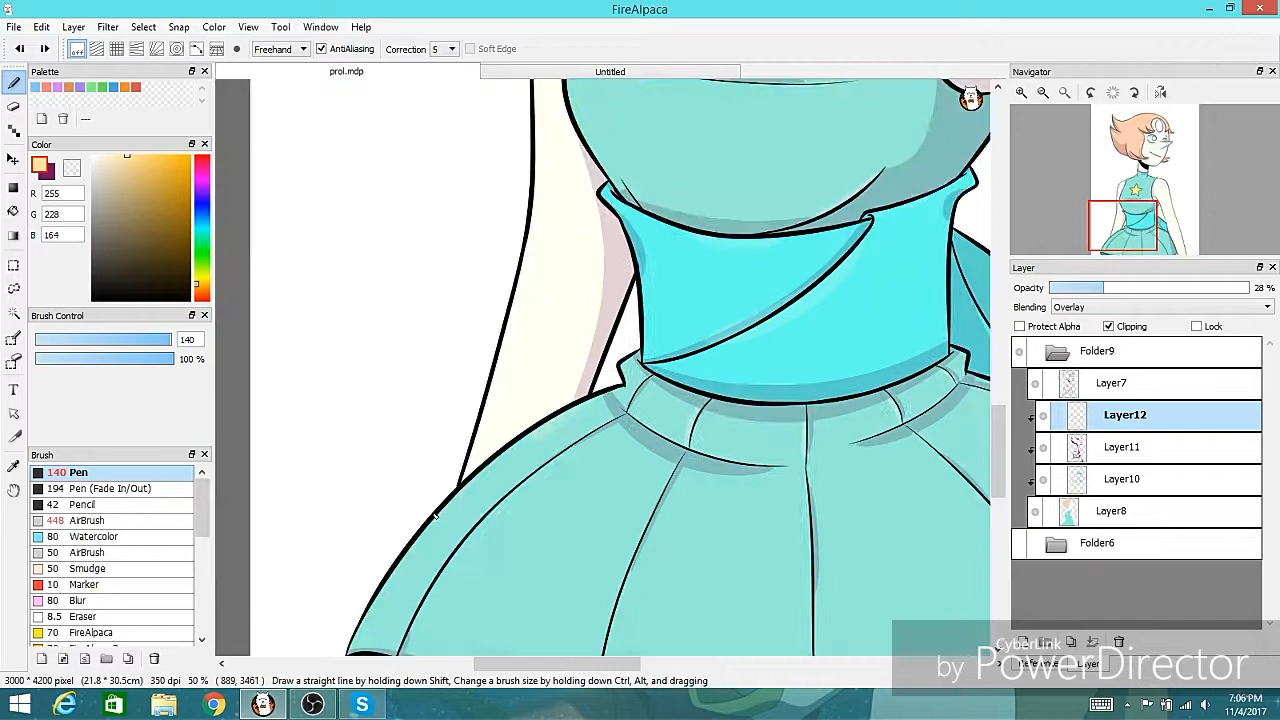 FireAlpaca
File Edit Layer Filter Select Snap Color View Tool Window Help
off Freehand AntiAliasing Correction 5 Soft Edge
Palette prol.mdp Untitled Navigator
---
Color
R 255
G 228
B 164
Layer
Opacity 28 %
Blending Overlay
Brush Control
Protect Alpha Clipping Lock
140
100 %
Folder9
Layer7
Layer12
Layer11
Layer10
Layer8
Folder6
Brush
140 Pen
194 Pen (Fade In/Out)
42 Pencil
448 AirBrush
80 Watercolor
50 AirBrush
50 Smudge
10 Marker
80 Blur
8.5 Eraser
70 FireAlpaca
CyberLink
by PowerDirector
Layer
3000 * 4200 pixel (21.8 * 30.5cm) 350 dpi 50 % ( 889, 3461 ) Draw a straight line by holding down Shift, Change a brush size by holding down Ctrl, Alt, and dragging
7:06 PM
11/4/2017